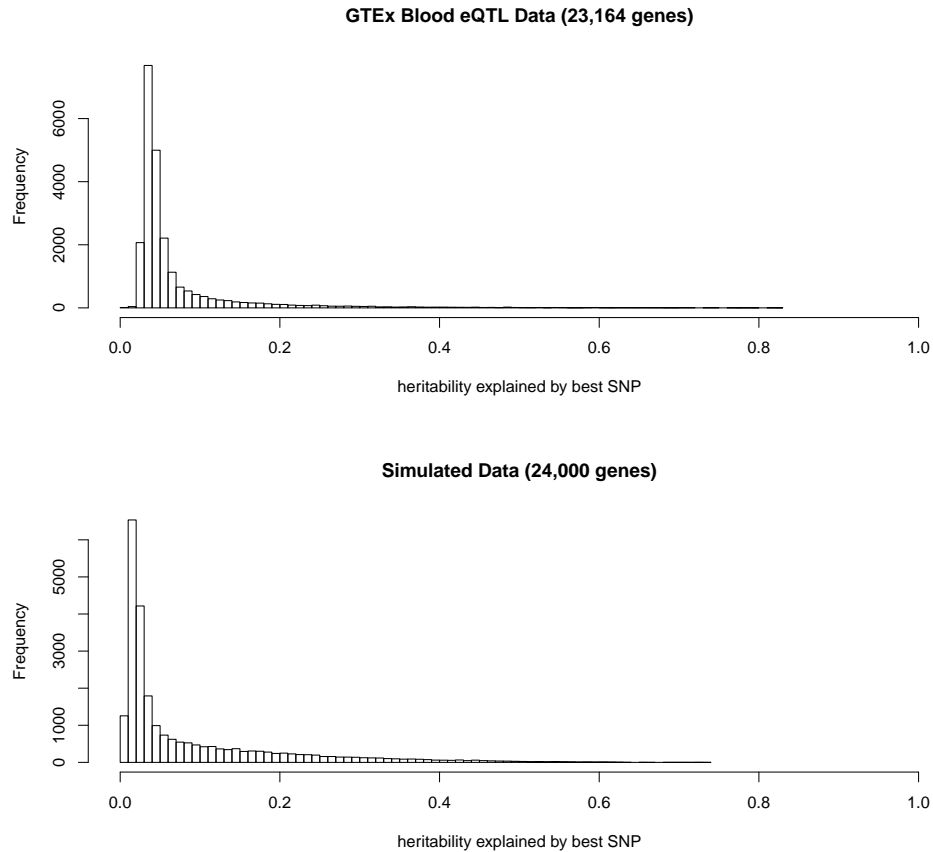 GTEx Blood eQTL Data (23,164 genes)
Frequency
6000
4000
2000
0
0.0 0.2 0.4 0.6 0.8 1.0
heritability explained by best SNP
Simulated Data (24,000 genes)
Frequency
5000
3000
1000
0
0.0 0.2 0.4 0.6 0.8 1.0
heritability explained by best SNP